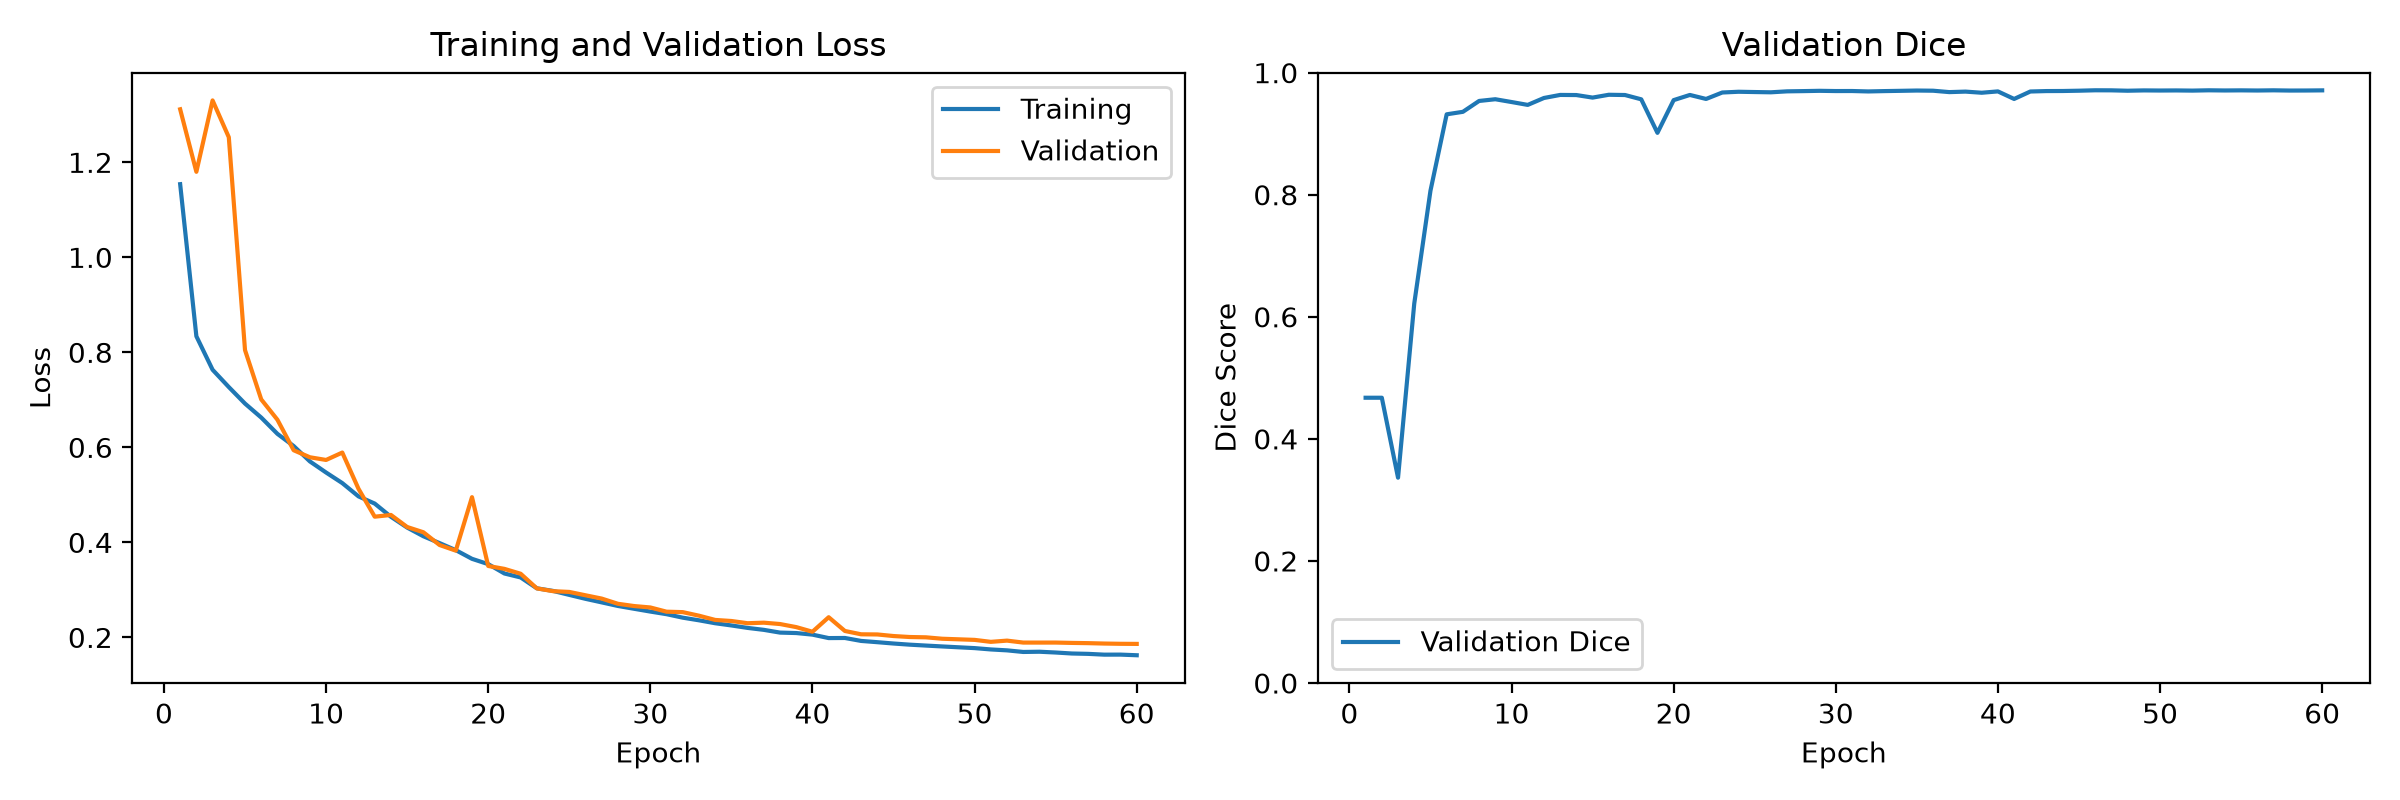 Training and Validation Loss
Training
Validation
1.2
1.0
0.8
0.6
0.4
0.2
Loss
0 10 20 30 40 50 60
Epoch
Validation Dice
1.0
0.8
0.6
0.4
0.2
0.0
Dice Score
Validation Dice
0 10 20 30 40 50 60
Epoch